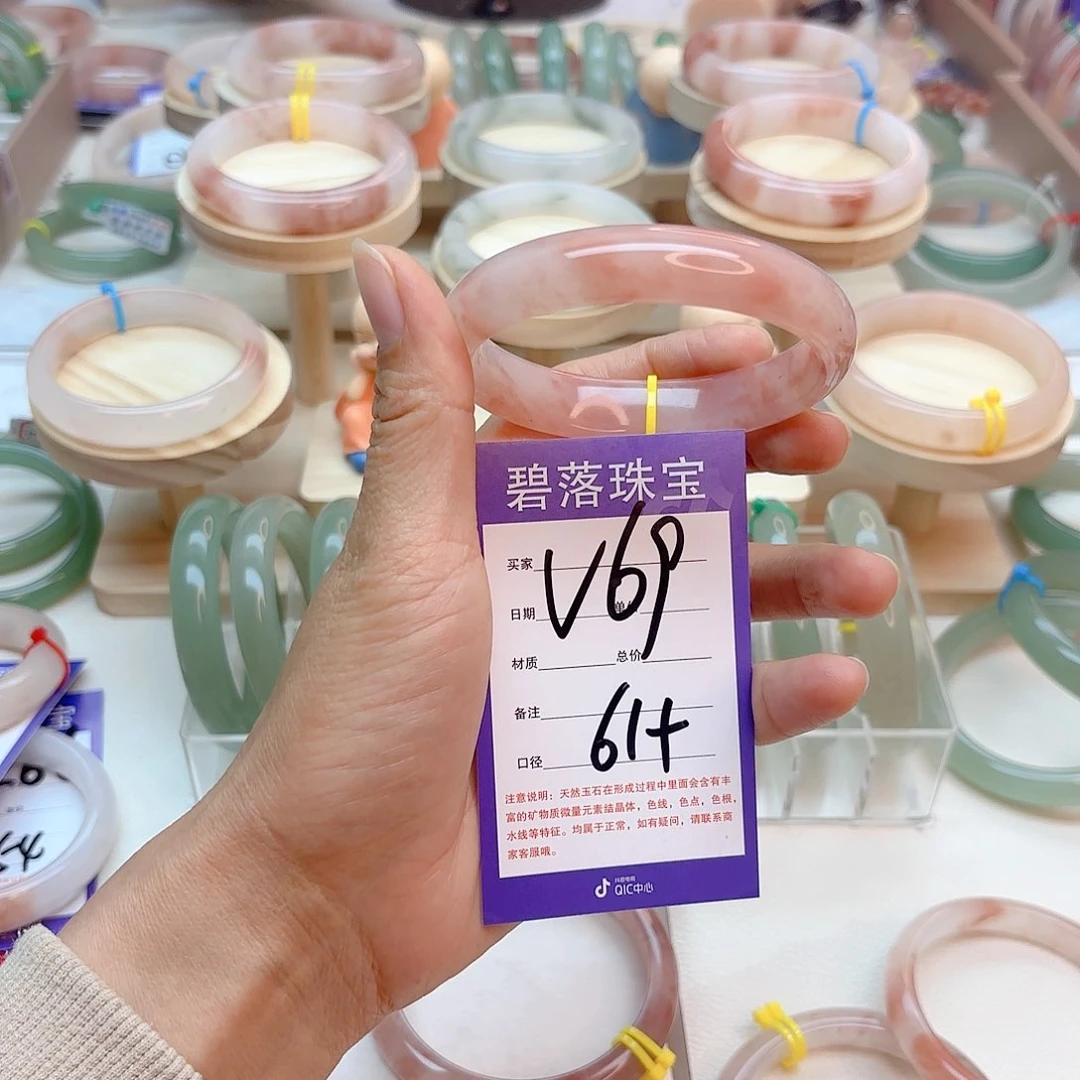 碧落珠宝
买家
V69
日期
材质 总价
备注
61+
口径
注意说明：天然玉石在形成过程中里面会含有丰
富的矿物质微量元素结晶体，色线，色点，色根，
水线等特征。均属于正常，如有疑问，请联系商
家客服哦。
抖音电商
QIC中心
宝